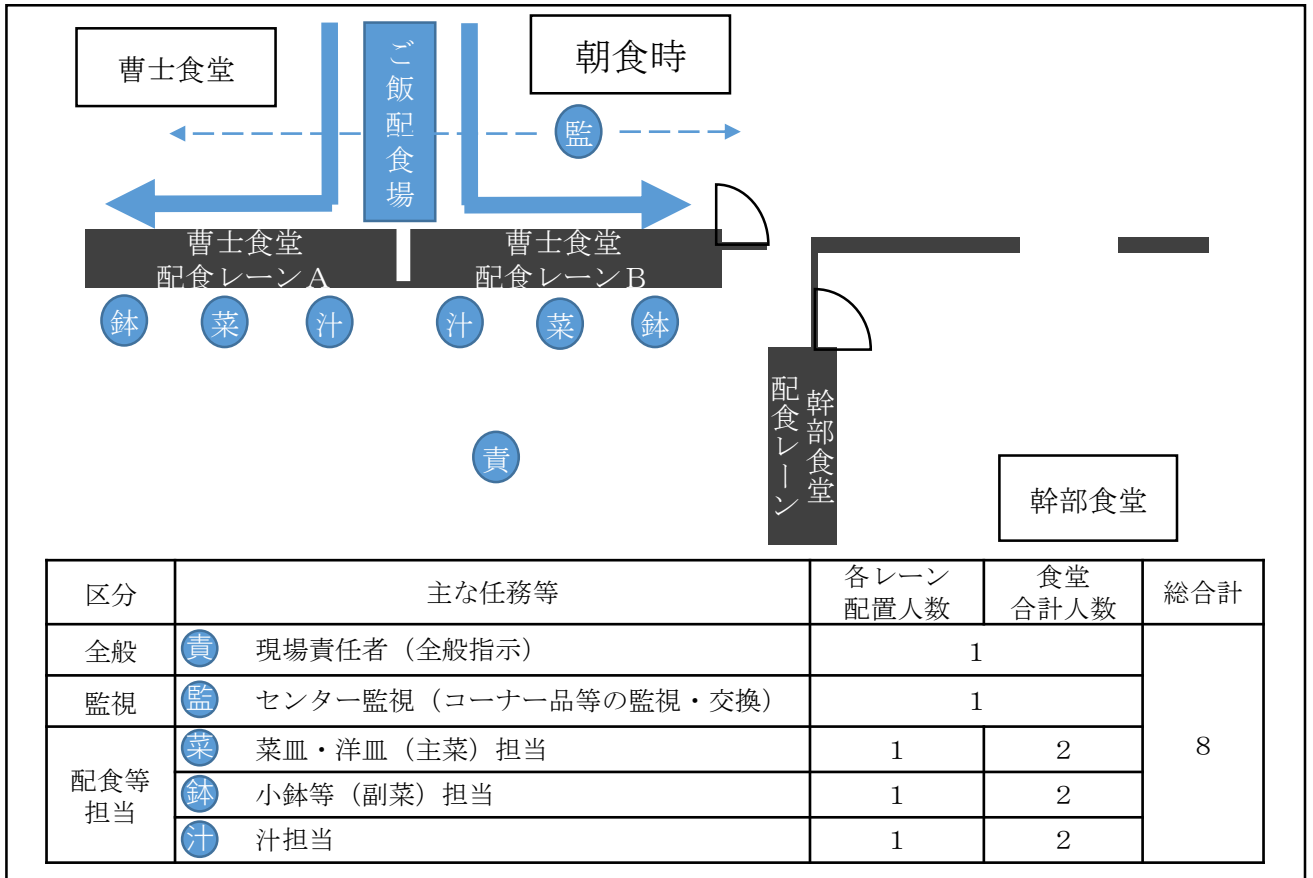 曹士食堂
ご飯配食場
朝食時
監
曹士食堂
配食レーンA
曹士食堂
配食レーンB
鉢
菜
汁
汁
菜
鉢
責
幹部食堂
配食レーン
幹部食堂
区分
主な任務等
各レーン
配置人数
食堂
合計人数
総合計
全般
責
現場責任者（全般指示）
1
監視
監
センター監視（コーナー品等の監視・交換）
1
配食等
担当
菜
菜皿・洋皿（主菜）担当
1
2
鉢
小鉢等（副菜）担当
1
2
汁
汁担当
1
2
8